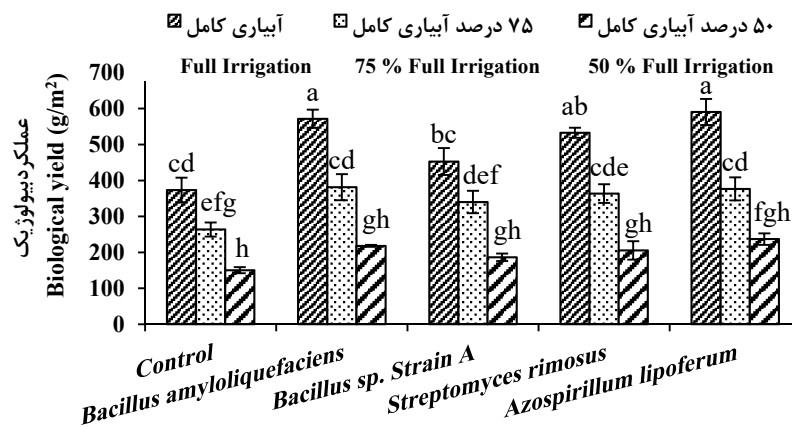 آبیاری کامل ۷۵ درصد آبیاری کامل ۵۰ درصد آبیاری کامل
Full Irrigation 75 % Full Irrigation 50 % Full Irrigation
عملکردبیولوژیک
Biological yield (g/m²)
700
600
500
400
300
200
100
0
cd efg h a cd gh bc def gh ab cde gh a cd fgh
Control
Bacillus amyloliquefaciens
Bacillus sp. Strain A
Streptomyces rimosus
Azospirillum lipoferum